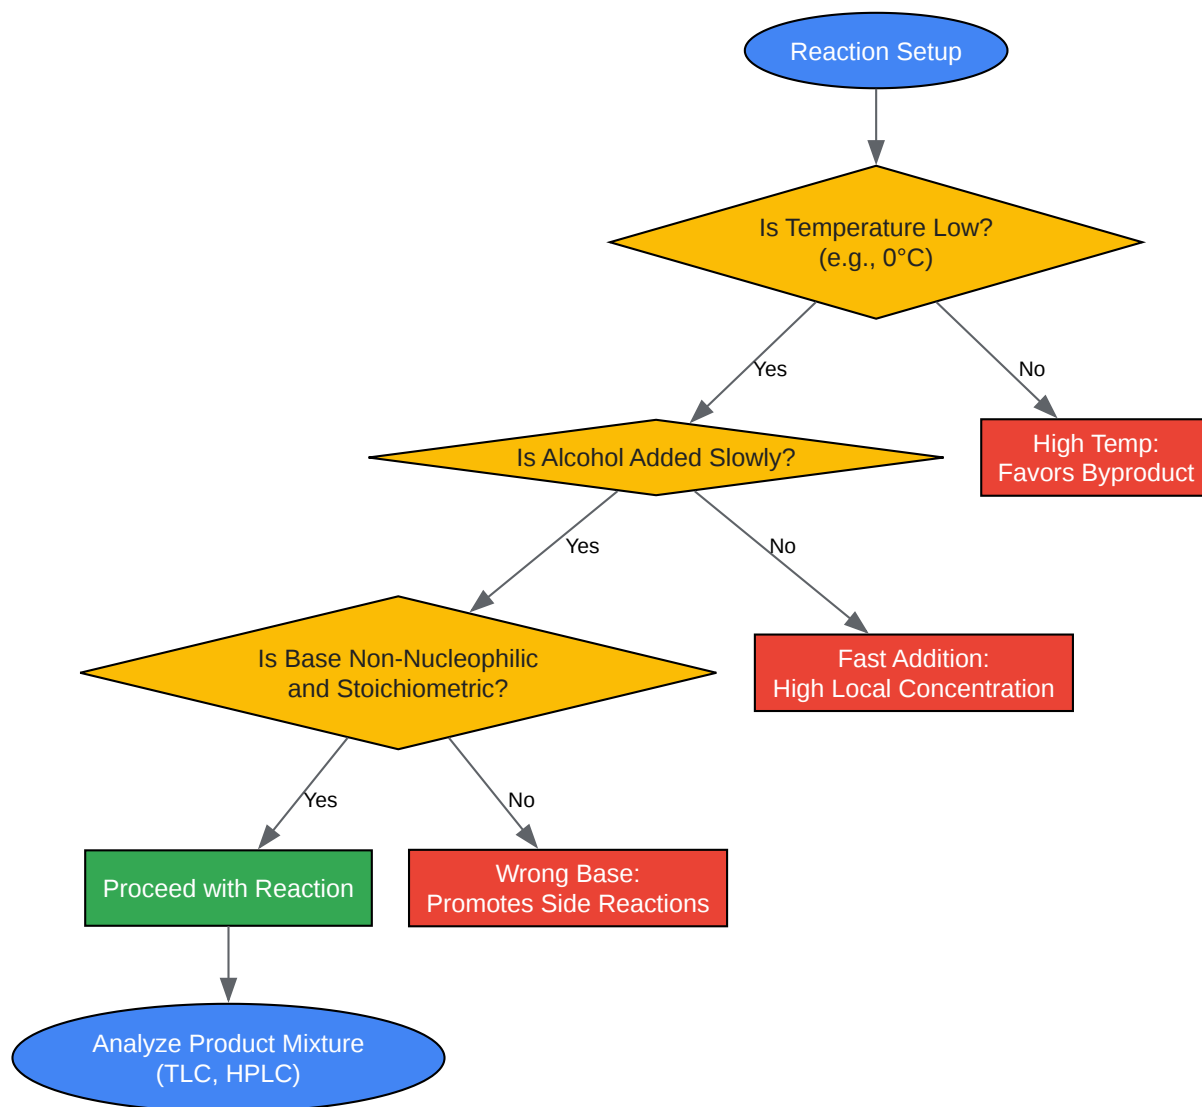 Reaction Setup
Is Temperature Low?
(e.g., 0°C)
Yes
No
Is Alcohol Added Slowly?
High Temp:
Favors Byproduct
Yes
No
Is Base Non-Nucleophilic
and Stoichiometric?
Fast Addition:
High Local Concentration
Yes
No
Proceed with Reaction
Wrong Base:
Promotes Side Reactions
Analyze Product Mixture
(TLC, HPLC)